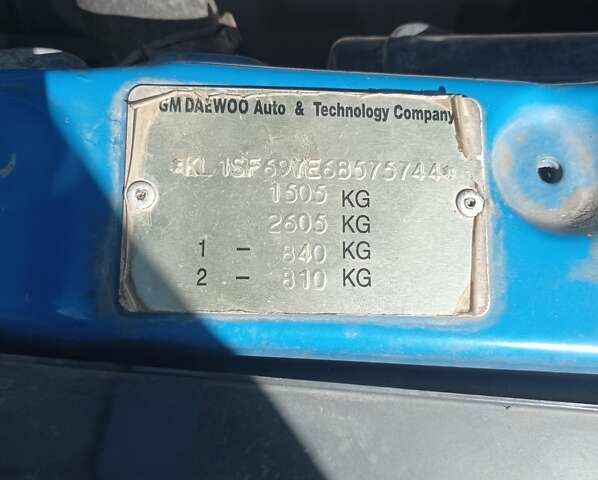 GM DAEWOO Auto & Technology Company
*KL1SF69YE6B575744*
1505 KG
2605 KG
1 - 840 KG
2 - 810 KG